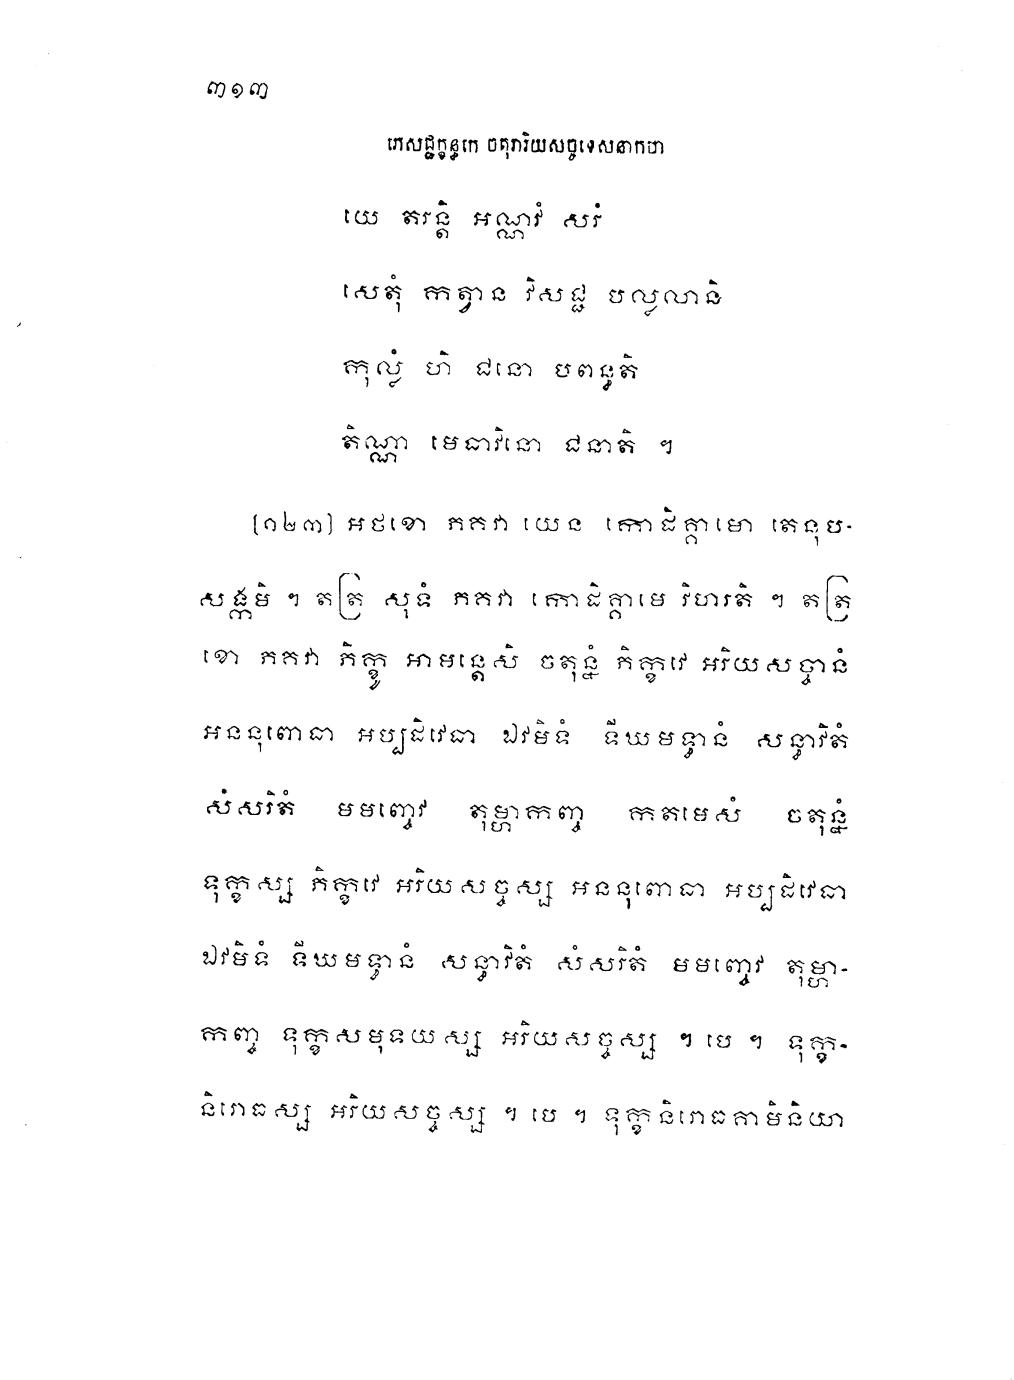 ៣១៣
ភេសជ្ជក្ខន្ធកេ ចតុរារិយសច្ចទេសនាកថា
យេ តរន្តិ អណ្ណវំ សរំ
សេតុំ កត្វាន វិសជ្ជ បល្លលានិ
កុល្លំ ហិ ជនោ បពន្ធតិ
តិណ្ណា មេធាវិនោ ជនាតិ ។
[១២៣] អថខោ ភគវា យេន កោដិគ្គាមោ តេនុប-
សង្កមិ ។ តត្រ សុទំ ភគវា កោដិគ្គាមេ វិហរតិ ។ តត្រ
ខោ ភគវា ភិក្ខូ អាមន្តេសិ ចតុន្នំ ភិក្ខវេ អរិយសច្ចានំ
អននុពោធា អប្បដិវេធា ឯវមិទំ ទីឃមទ្ធានំ សន្ធាវិតំ
សំសរិតំ មមញ្ចេវ តុម្ហាកញ្ច កតមេសំ ចតុន្នំ
ទុក្ខស្ស ភិក្ខវេ អរិយសច្ចស្ស អននុពោធា អប្បដិវេធា
ឯវមិទំ ទីឃមទ្ធានំ សន្ធាវិតំ សំសរិតំ មមញ្ចេវ តុម្ហា-
កញ្ច ទុក្ខសមុទយស្ស អរិយសច្ចស្ស ។ បេ ។ ទុក្ខ-
និរោធស្ស អរិយសច្ចស្ស ។ បេ ។ ទុក្ខនិរោធគាមិនិយា